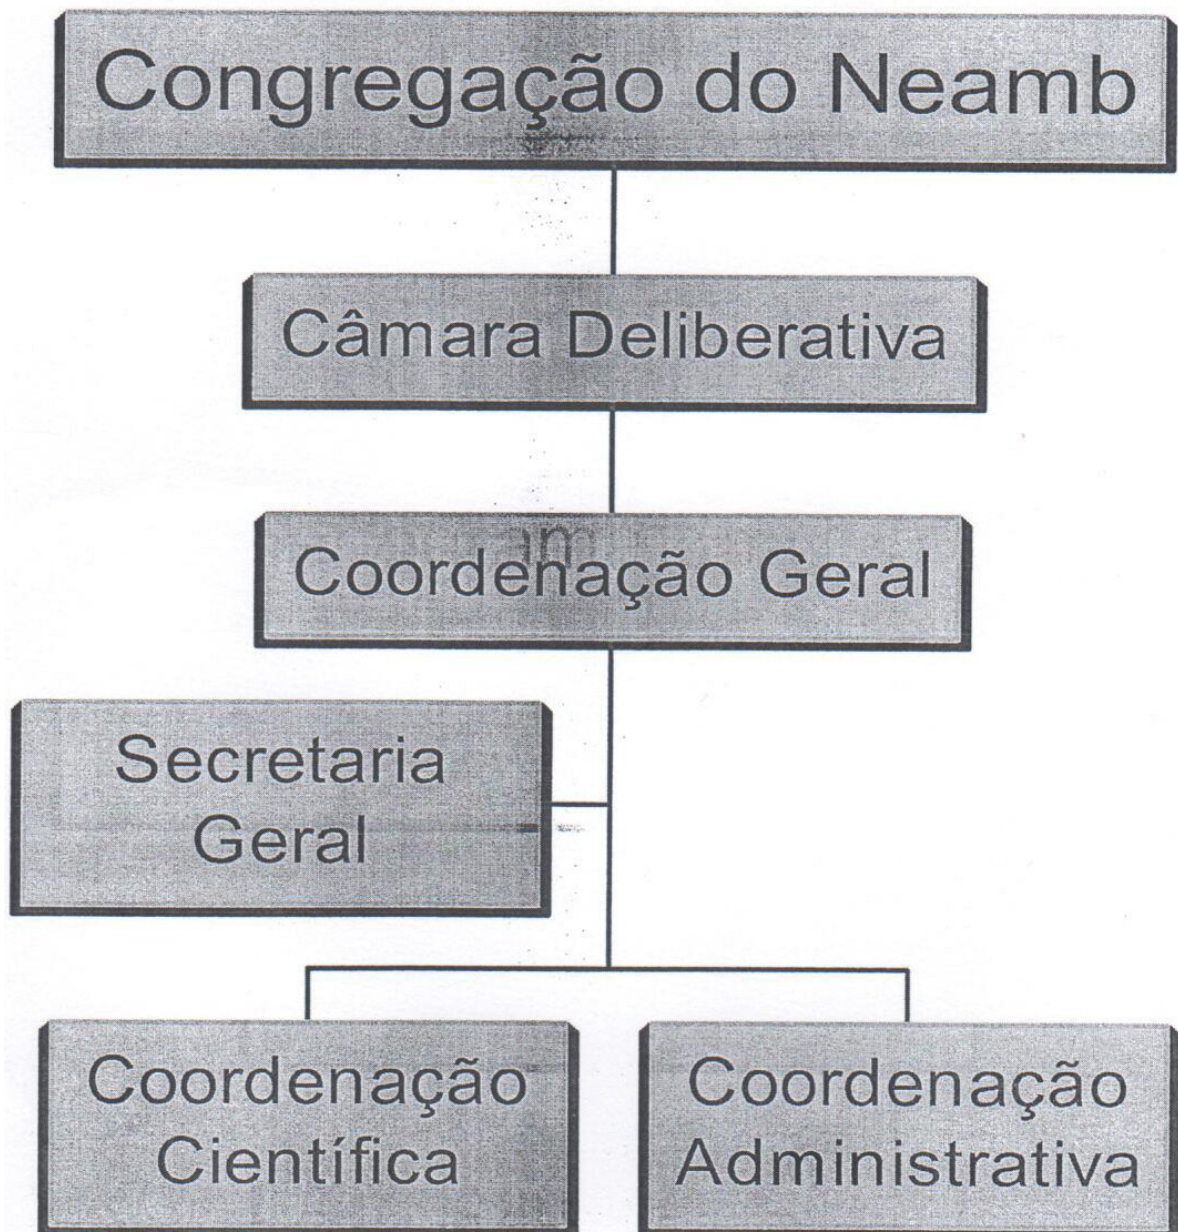 Congregação do Neamb
Câmara Deliberativa
Coordenação Geral
Secretaria
Geral
Coordenação
Científica
Coordenação
Administrativa